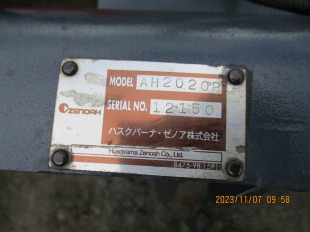 MODEL AH2020P
ZENOAH
SERIAL NO. 12150
ハスクバーナ・ゼノア株式会社
Husqvarna Zenoah Co., Ltd.
2023/11/07 09:58